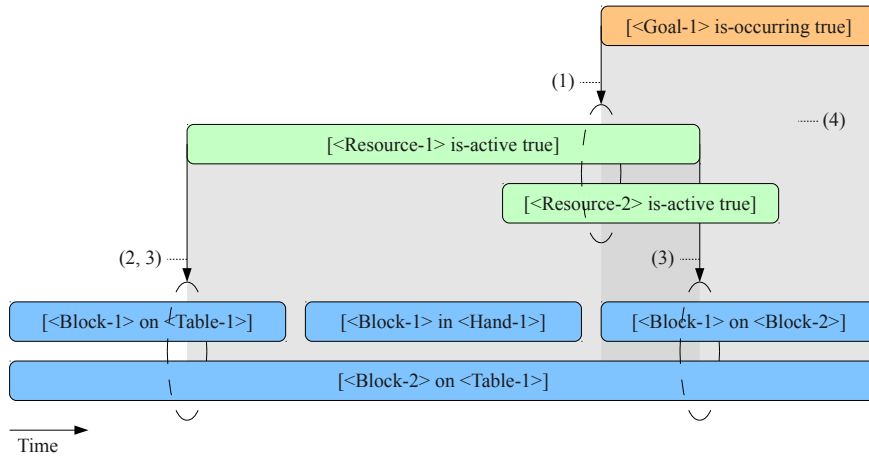 [<Goal-1> is-occurring true]
(1)
(4)
[<Resource-1> is-active true]
[<Resource-2> is-active true]
(2, 3)
(3)
[<Block-1> on <Table-1>]
[<Block-1> in <Hand-1>]
[<Block-1> on <Block-2>]
[<Block-2> on <Table-1>]
Time